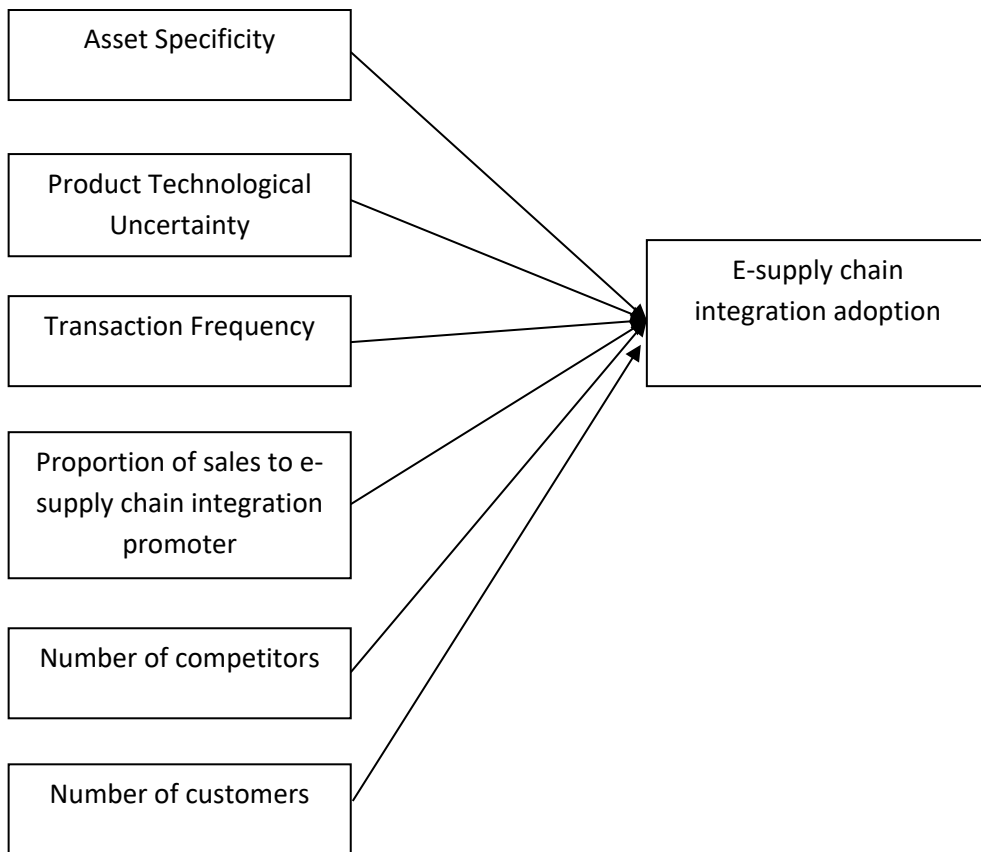 Asset Specificity
Product Technological
Uncertainty
Transaction Frequency
Proportion of sales to e-
supply chain integration
promoter
Number of competitors
Number of customers
E-supply chain
integration adoption